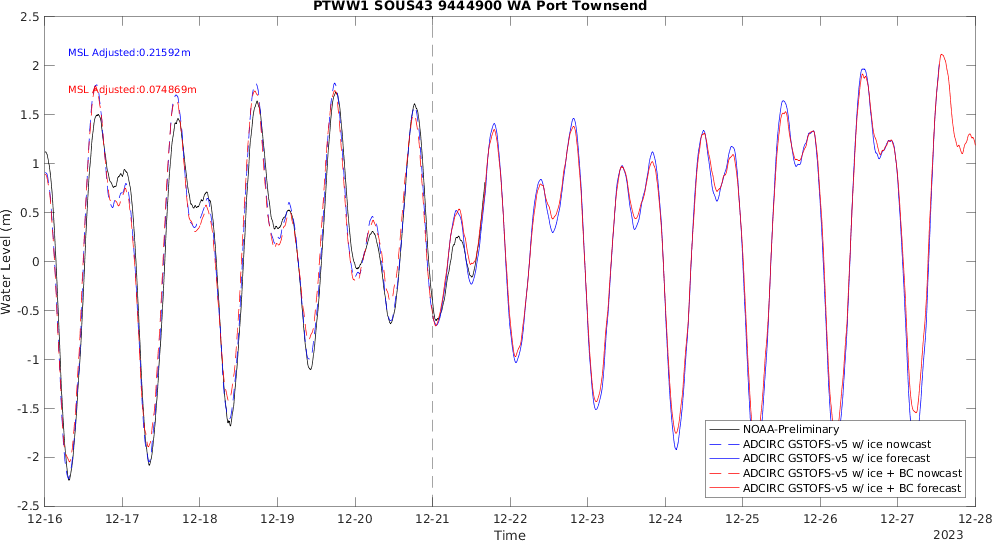 PTWW1 SOUS43 9444900 WA Port Townsend
2.5
2
1.5
1
0.5
0
-0.5
-1
-1.5
-2
-2.5
Water Level (m)
MSL Adjusted:0.21592m
MSL Adjusted:0.074869m
NOAA-Preliminary
ADCIRC GSTOFS-v5 w/ ice nowcast
ADCIRC GSTOFS-v5 w/ ice forecast
ADCIRC GSTOFS-v5 w/ ice + BC nowcast
ADCIRC GSTOFS-v5 w/ ice + BC forecast
12-16 12-17 12-18 12-19 12-20 12-21 12-22 12-23 12-24 12-25 12-26 12-27 12-28
Time
2023